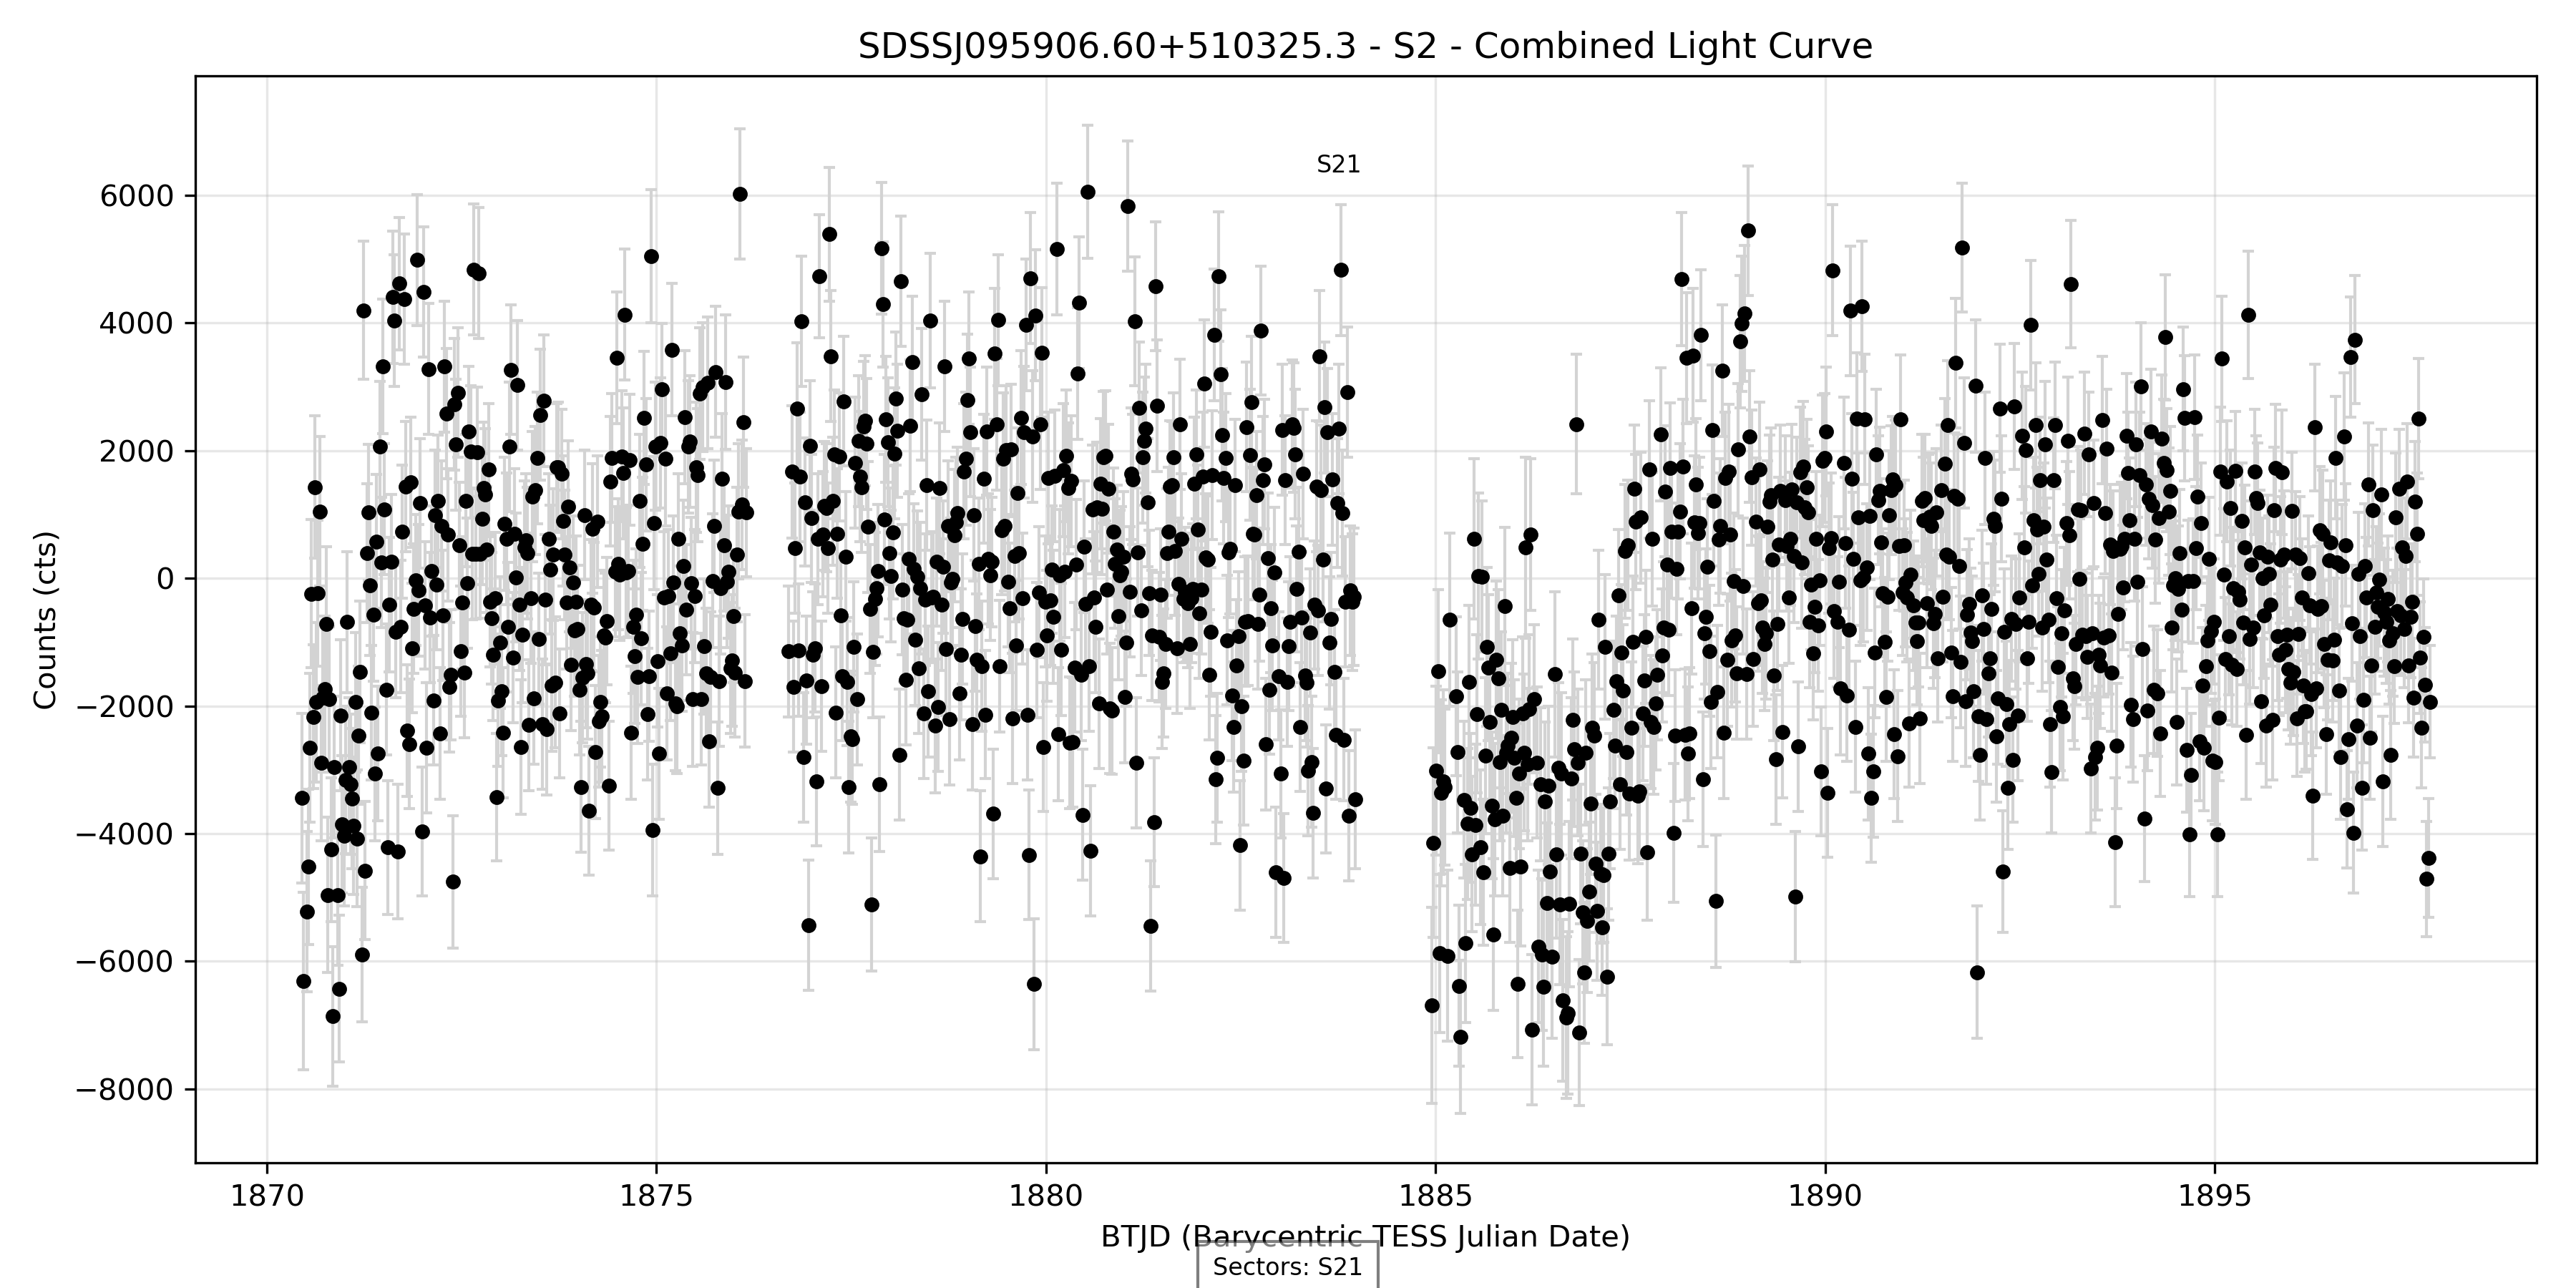 SDSSJ095906.60+510325.3 - S2 - Combined Light Curve
S21
6000
4000
2000
0
−2000
−4000
−6000
−8000
Counts (cts)
1870 1875 1880 1885 1890 1895
BTJD (Barycentric TESS Julian Date)
Sectors: S21